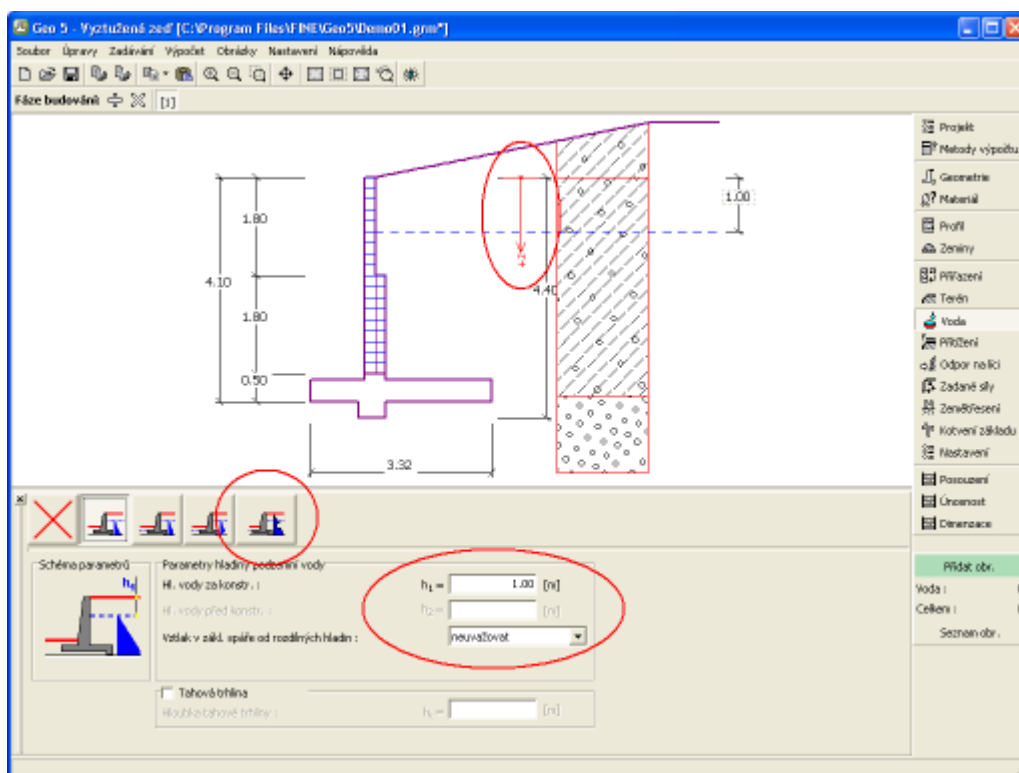 Geo 5 - Vyztužená zeď [C:\Program Files\FINE\Geo5\Demo01.grm*]
Soubor Úpravy Zadávání Výpočet Obrázky Nastavení Nápověda
Fáze budování [1]
1.00
1.80
4.10
+z
4.40
1.80
0.50
3.32
Projekt
Metody výpočtu
Geometrie
Materiál
Profil
Zeminy
Přiřazení
Terén
Voda
Přitížení
Odpor na líci
Zadané síly
Zemětřesení
Kotvení základu
Nastavení
Posouzení
Únosnost
Dimenzace
Přidat obr.
Voda :
Celkem :
Seznam obr.
Schéma parametrů
h1
Parametry hladiny podzemní vody
Hl. vody za konstr. : h1 = 1.00 [m]
Hl. vody před konstr. : h2 = [m]
Vztlak v zákl. spáře od rozdílných hladin : neuvažovat
Tahová trhlina
Hloubka tahové trhliny : ht = [m]